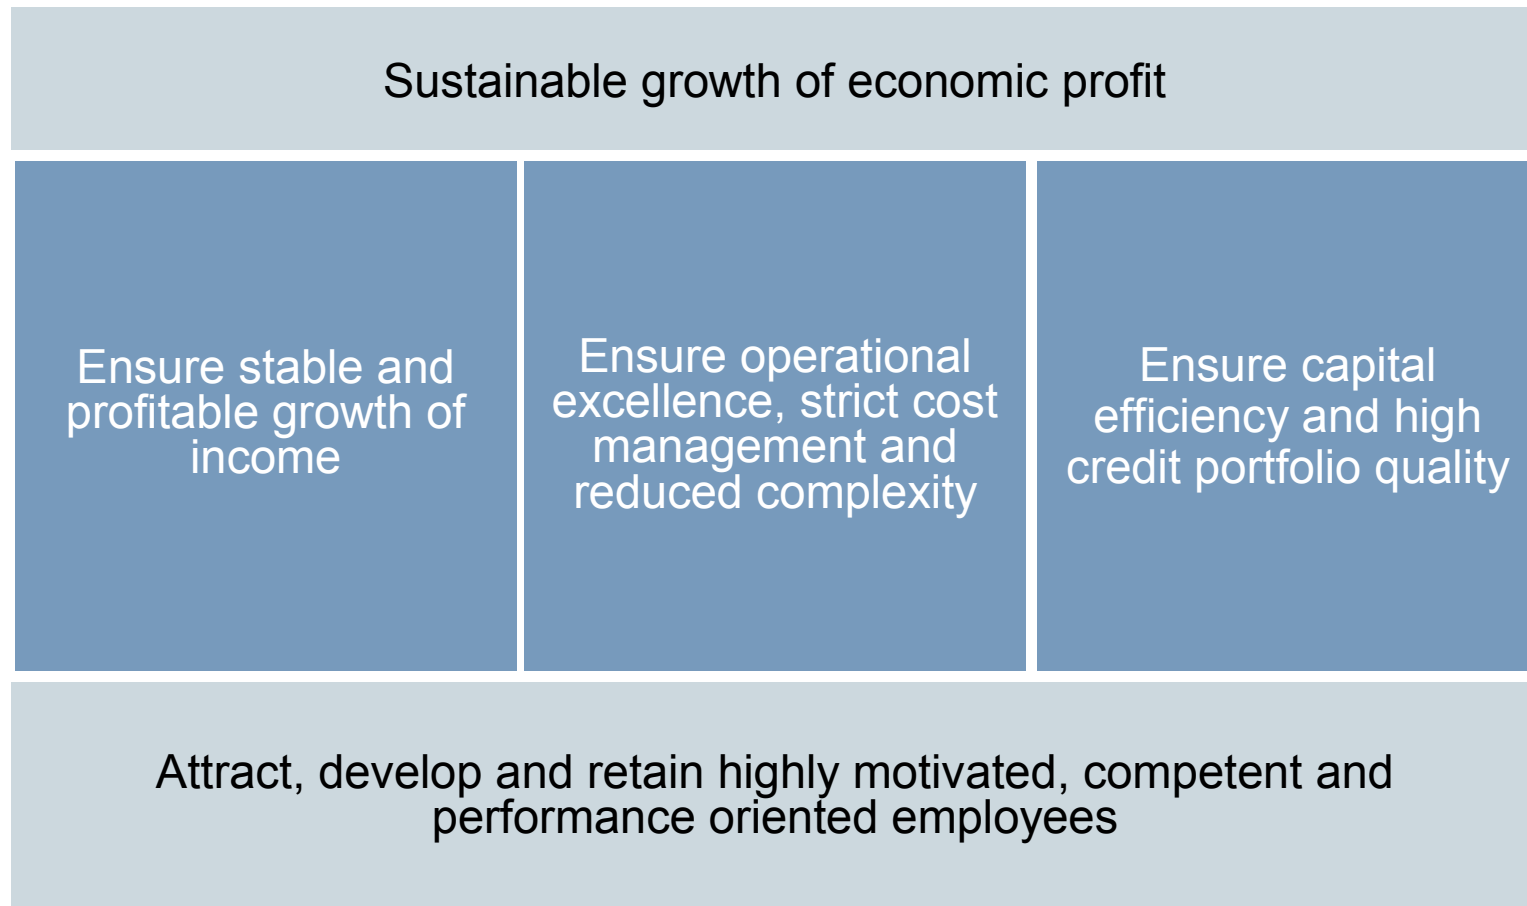 Sustainable growth of economic profit
Ensure stable and
profitable growth of
income
Ensure operational
excellence, strict cost
management and
reduced complexity
Ensure capital
efficiency and high
credit portfolio quality
Attract, develop and retain highly motivated, competent and
performance oriented employees